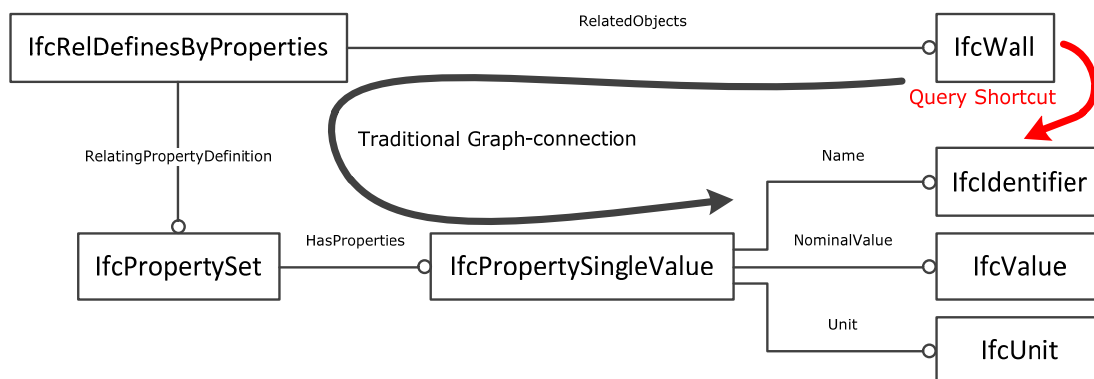 RelatedObjects
IfcRelDefinesByProperties
IfcWall
Query Shortcut
Traditional Graph-connection
RelatingPropertyDefinition
Name
IfcIdentifier
HasProperties
NominalValue
IfcPropertySet
IfcPropertySingleValue
IfcValue
Unit
IfcUnit